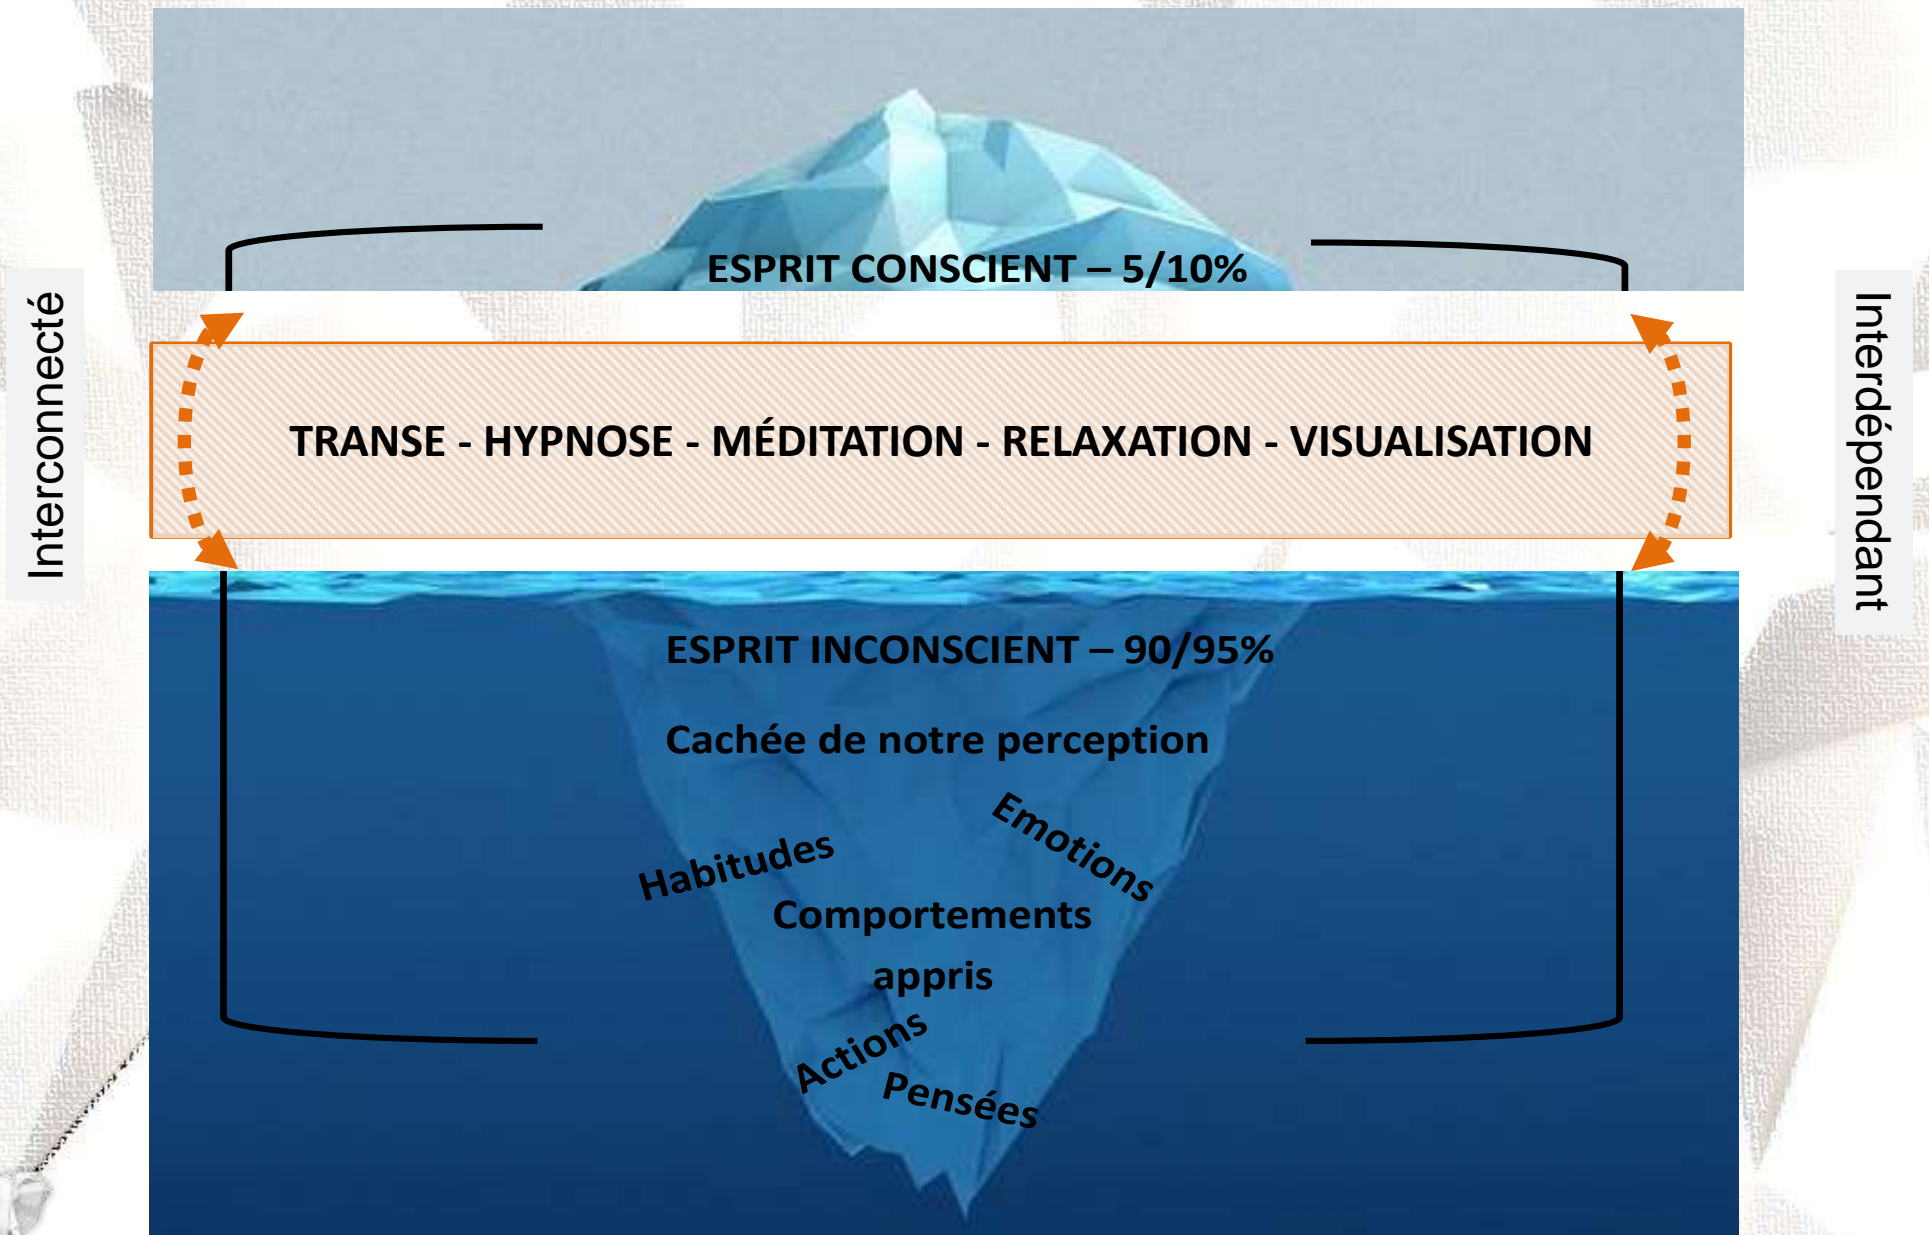 ESPRIT CONSCIENT – 5/10%
Interconnecté
TRANSE - HYPNOSE - MÉDITATION - RELAXATION - VISUALISATION
Interdépendant
ESPRIT INCONSCIENT – 90/95%
Cachée de notre perception
Emotions
Habitudes
Comportements
appris
Actions
Pensées